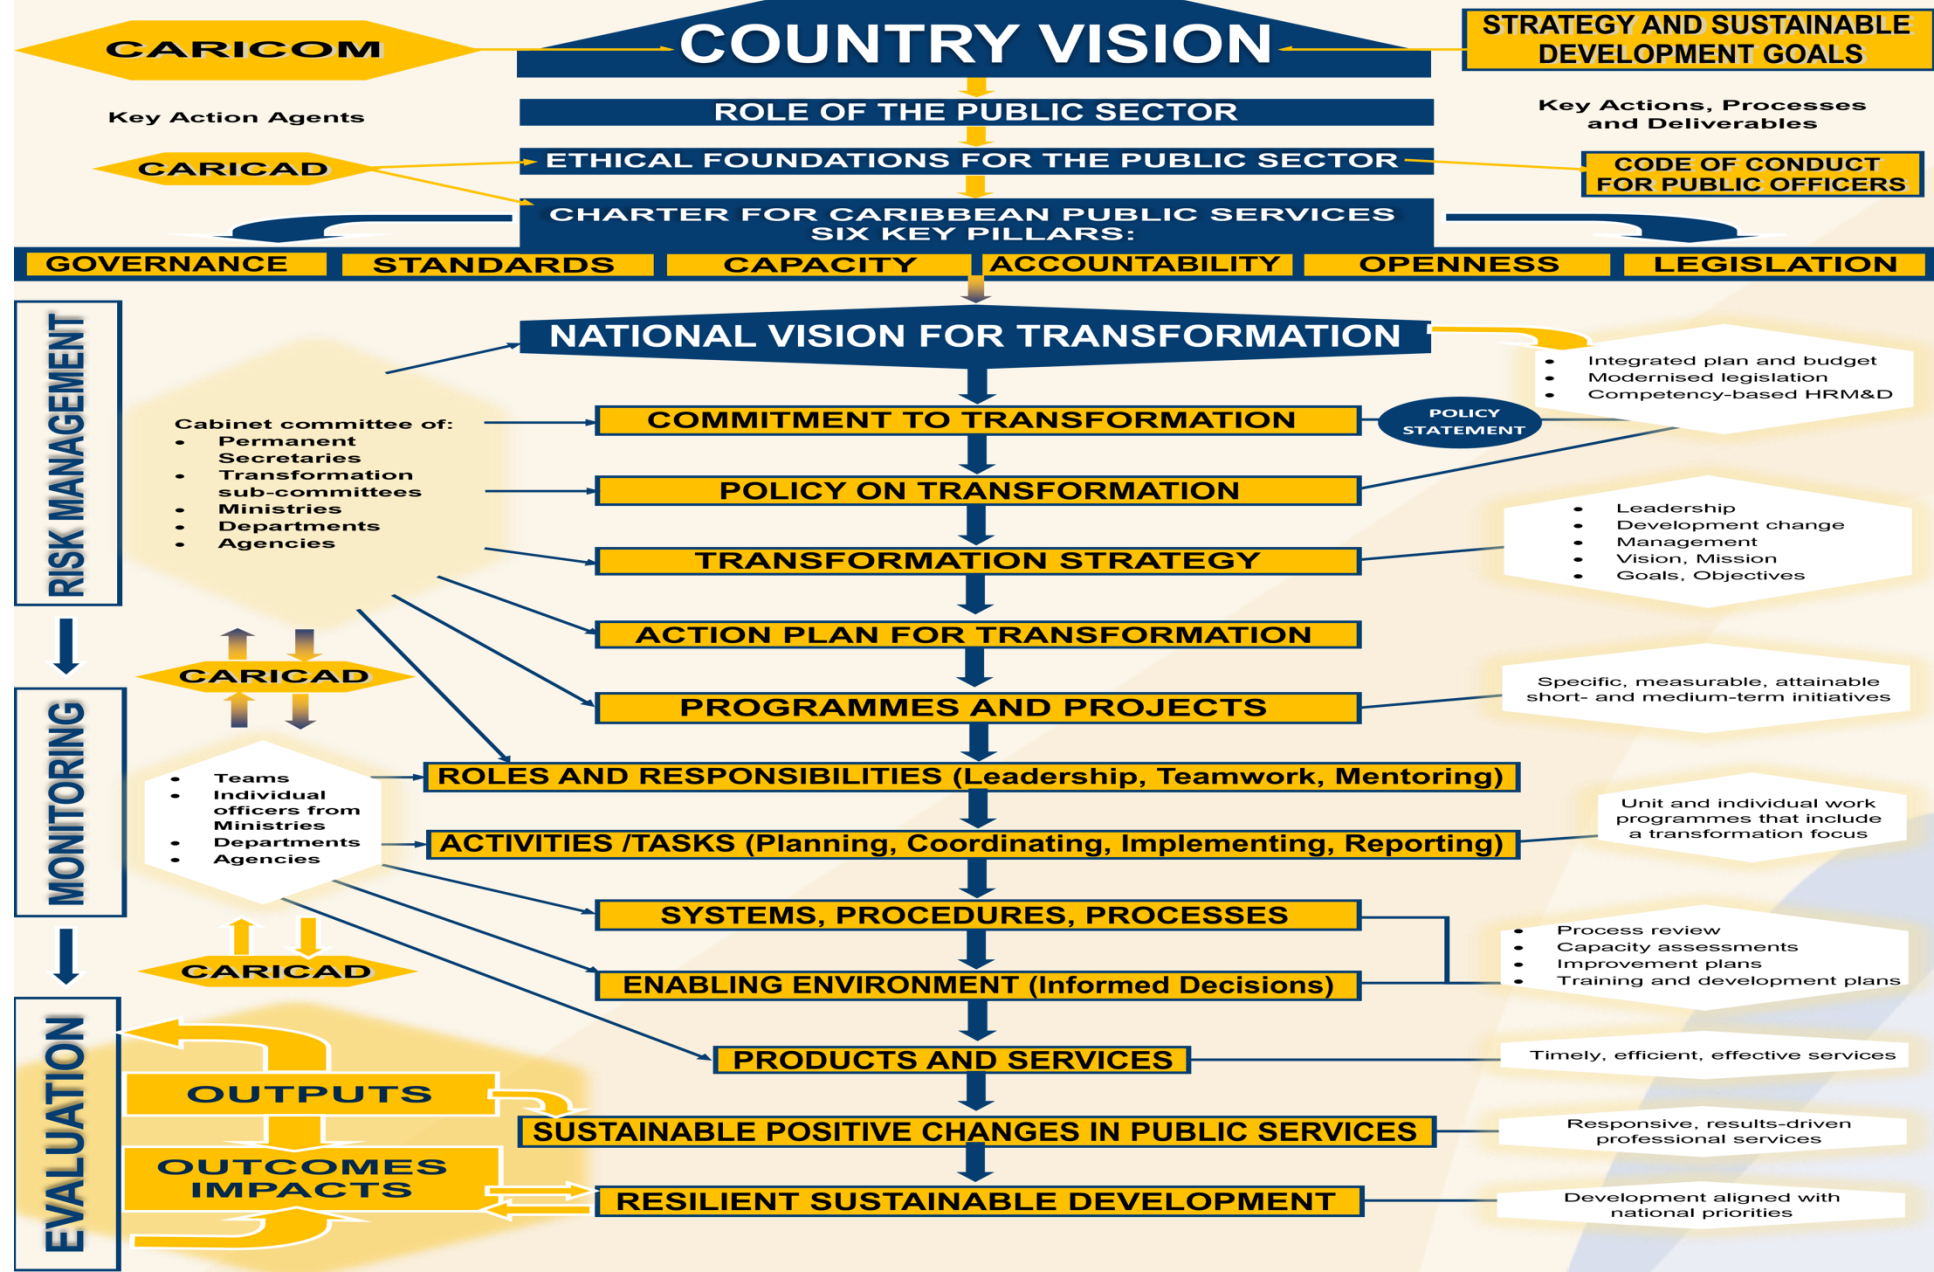 CARICOM
COUNTRY VISION
STRATEGY AND SUSTAINABLE
DEVELOPMENT GOALS
Key Action Agents
ROLE OF THE PUBLIC SECTOR
Key Actions, Processes
and Deliverables
CARICAD
ETHICAL FOUNDATIONS FOR THE PUBLIC SECTOR
CODE OF CONDUCT
FOR PUBLIC OFFICERS
CHARTER FOR CARIBBEAN PUBLIC SERVICES
SIX KEY PILLARS:
GOVERNANCE
STANDARDS
CAPACITY
ACCOUNTABILITY
OPENNESS
LEGISLATION
RISK MANAGEMENT
NATIONAL VISION FOR TRANSFORMATION
• Integrated plan and budget
• Modernised legislation
• Competency-based HRM&D
Cabinet committee of:
• Permanent
Secretaries
• Transformation
sub-committees
• Ministries
• Departments
• Agencies
COMMITMENT TO TRANSFORMATION
POLICY
STATEMENT
POLICY ON TRANSFORMATION
TRANSFORMATION STRATEGY
• Leadership
• Development change
• Management
• Vision, Mission
• Goals, Objectives
ACTION PLAN FOR TRANSFORMATION
CARICAD
PROGRAMMES AND PROJECTS
Specific, measurable, attainable
short- and medium-term initiatives
MONITORING
• Teams
• Individual
officers from
Ministries
• Departments
• Agencies
ROLES AND RESPONSIBILITIES (Leadership, Teamwork, Mentoring)
ACTIVITIES /TASKS (Planning, Coordinating, Implementing, Reporting)
Unit and individual work
programmes that include
a transformation focus
SYSTEMS, PROCEDURES, PROCESSES
CARICAD
ENABLING ENVIRONMENT (Informed Decisions)
• Process review
• Capacity assessments
• Improvement plans
• Training and development plans
EVALUATION
PRODUCTS AND SERVICES
Timely, efficient, effective services
OUTPUTS
SUSTAINABLE POSITIVE CHANGES IN PUBLIC SERVICES
Responsive, results-driven
professional services
OUTCOMES
IMPACTS
RESILIENT SUSTAINABLE DEVELOPMENT
Development aligned with
national priorities